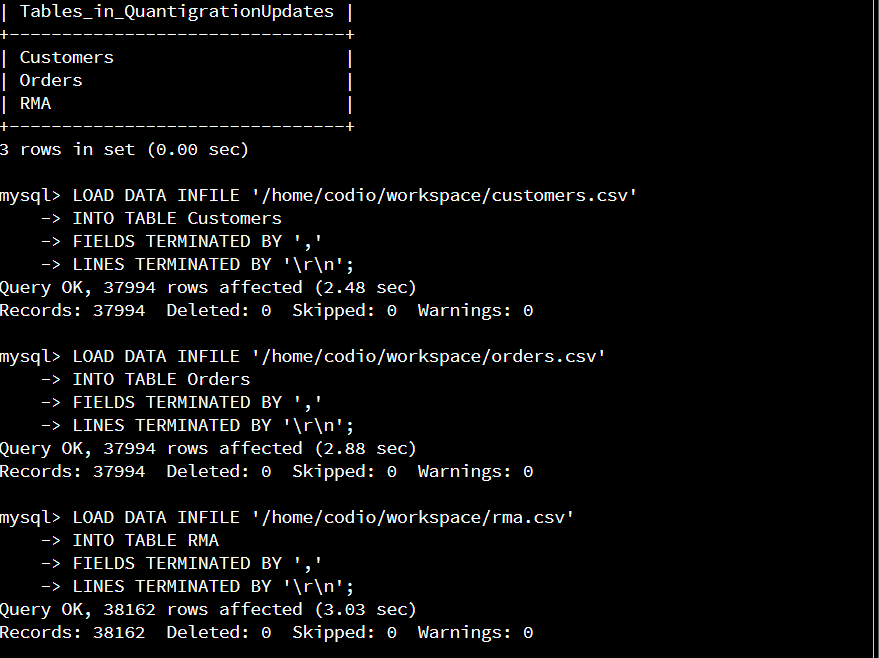 | Tables_in_QuantigrationUpdates |
+--------------------------------+
| Customers                      |
| Orders                         |
| RMA                            |
+--------------------------------+
3 rows in set (0.00 sec)

mysql> LOAD DATA INFILE '/home/codio/workspace/customers.csv'
    -> INTO TABLE Customers
    -> FIELDS TERMINATED BY ','
    -> LINES TERMINATED BY '\r\n';
Query OK, 37994 rows affected (2.48 sec)
Records: 37994  Deleted: 0  Skipped: 0  Warnings: 0

mysql> LOAD DATA INFILE '/home/codio/workspace/orders.csv'
    -> INTO TABLE Orders
    -> FIELDS TERMINATED BY ','
    -> LINES TERMINATED BY '\r\n';
Query OK, 37994 rows affected (2.88 sec)
Records: 37994  Deleted: 0  Skipped: 0  Warnings: 0

mysql> LOAD DATA INFILE '/home/codio/workspace/rma.csv'
    -> INTO TABLE RMA
    -> FIELDS TERMINATED BY ','
    -> LINES TERMINATED BY '\r\n';
Query OK, 38162 rows affected (3.03 sec)
Records: 38162  Deleted: 0  Skipped: 0  Warnings: 0